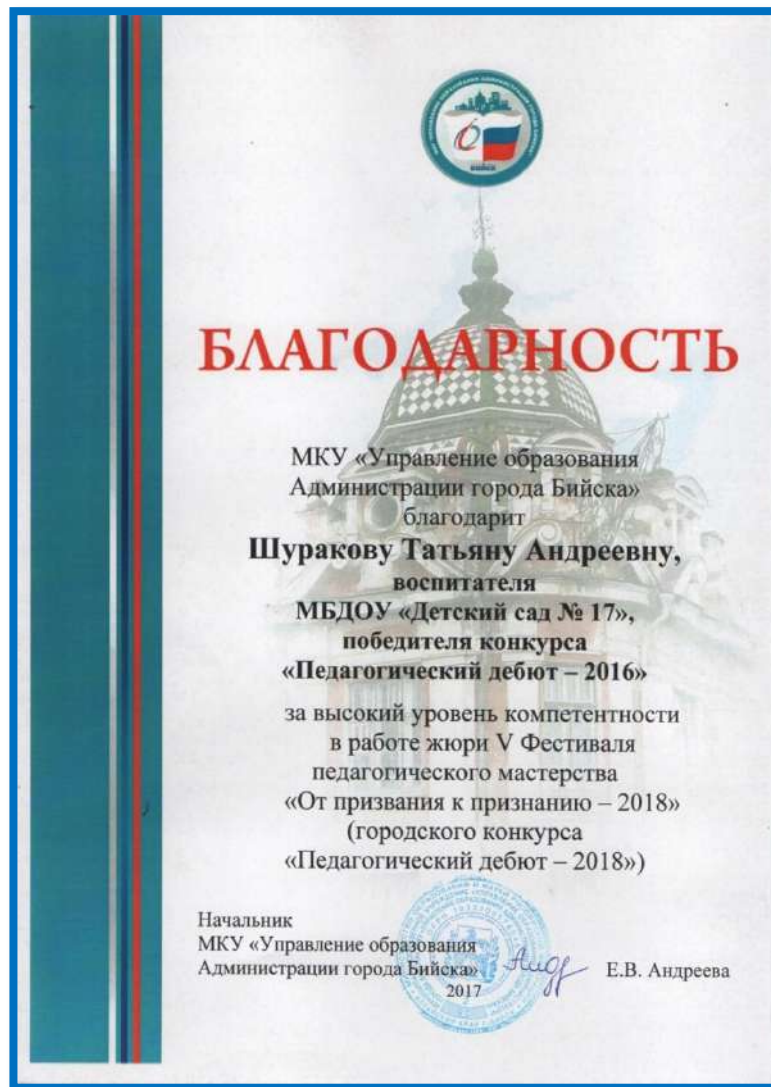 БИЙСК
БЛАГОДАРНОСТЬ
МКУ «Управление образования
Администрации города Бийска»
благодарит
Шуракову Татьяну Андреевну,
воспитателя
МБДОУ «Детский сад № 17»,
победителя конкурса
«Педагогический дебют – 2016»
за высокий уровень компетентности
в работе жюри V Фестиваля
педагогического мастерства
«От призвания к признанию – 2018»
(городского конкурса
«Педагогический дебют – 2018»)
Начальник
МКУ «Управление образования
Администрации города Бийска»
Е.В. Андреева
2017